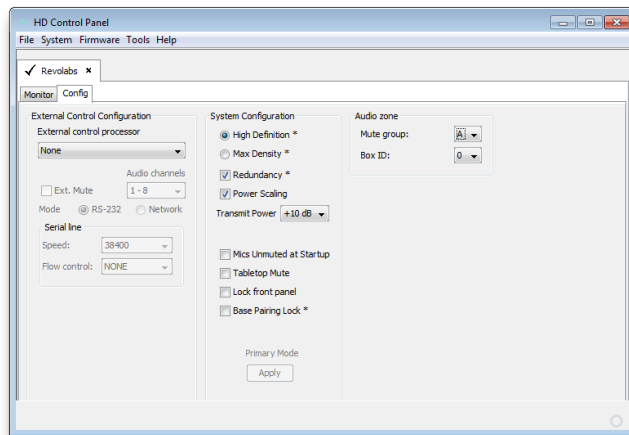 HD Control Panel
File System Firmware Tools Help
Revolabs
Monitor Config
External Control Configuration
External control processor
None
Audio channels
Ext. Mute 1 - 8
Mode RS-232 Network
Serial line
Speed: 38400
Flow control: NONE
System Configuration
High Definition *
Max Density *
Redundancy *
Power Scaling
Transmit Power +10 dB
Mics Unmuted at Startup
Tabletop Mute
Lock front panel
Base Pairing Lock *
Primary Mode
Apply
Audio zone
Mute group: A
Box ID: 0